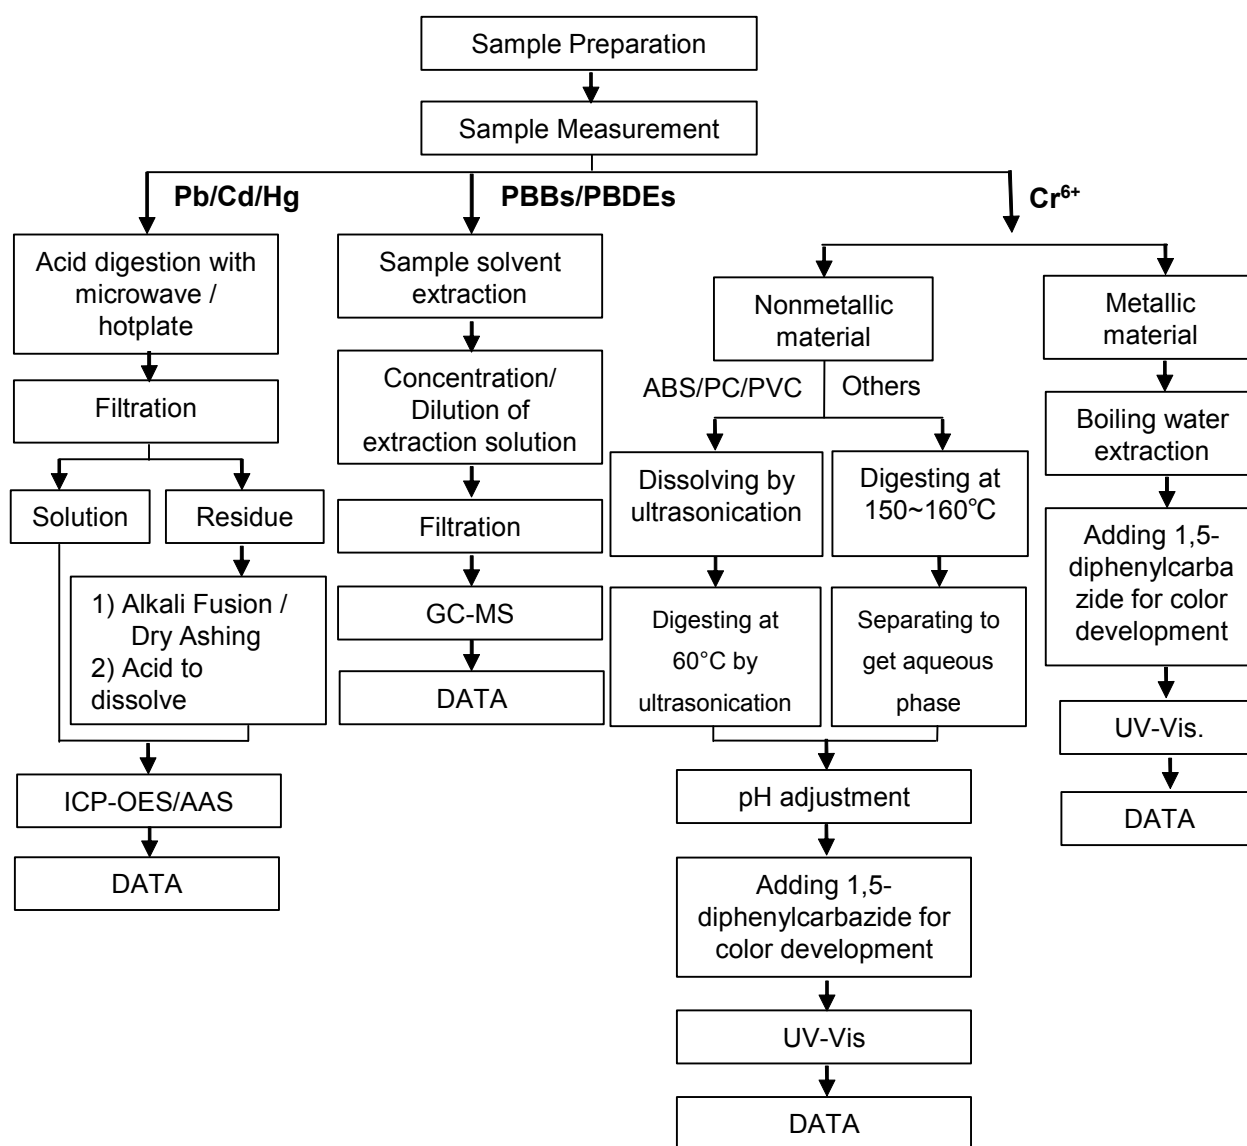 Sample Preparation
Sample Measurement
Pb/Cd/Hg
PBBs/PBDEs
Cr⁶⁺
Acid digestion with
microwave /
hotplate
Filtration
Solution
Residue
1) Alkali Fusion /
Dry Ashing
2) Acid to
dissolve
ICP-OES/AAS
DATA
Sample solvent
extraction
Concentration/
Dilution of
extraction solution
Filtration
GC-MS
DATA
Nonmetallic
material
ABS/PC/PVC
Others
Dissolving by
ultrasonication
Digesting at
60°C by
ultrasonication
Digesting at
150~160℃
Separating to
get aqueous
phase
pH adjustment
Adding 1,5-
diphenylcarbazide for
color development
UV-Vis
DATA
Metallic
material
Boiling water
extraction
Adding 1,5-
diphenylcarba
zide for color
development
UV-Vis.
DATA